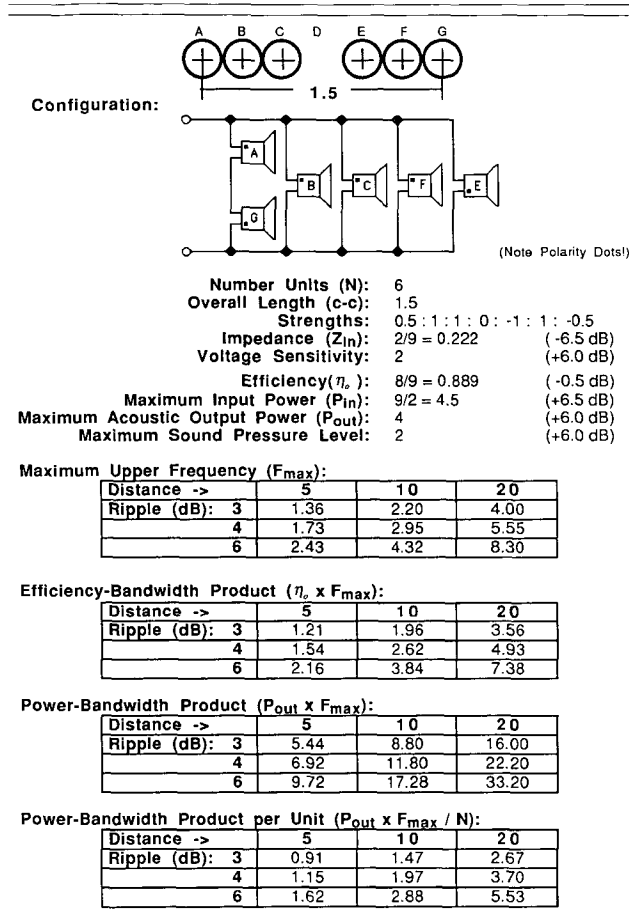 A B C D E F G
1.5
Configuration:
A
B C F E
G
(Note Polarity Dots!)
Number Units (N): 6
Overall Length (c-c): 1.5
Strengths: 0.5 : 1 : 1 : 0 : -1 : 1 : -0.5
Impedance (Zin): 2/9 = 0.222 ( -6.5 dB)
Voltage Sensitivity: 2 (+6.0 dB)
Efficiency(ηo ): 8/9 = 0.889 ( -0.5 dB)
Maximum Input Power (Pin): 9/2 = 4.5 (+6.5 dB)
Maximum Acoustic Output Power (Pout): 4 (+6.0 dB)
Maximum Sound Pressure Level: 2 (+6.0 dB)
Maximum Upper Frequency (Fmax):
Distance -> 5 10 20
Ripple (dB): 3 1.36 2.20 4.00
4 1.73 2.95 5.55
6 2.43 4.32 8.30
Efficiency-Bandwidth Product (ηo x Fmax):
Distance -> 5 10 20
Ripple (dB): 3 1.21 1.96 3.56
4 1.54 2.62 4.93
6 2.16 3.84 7.38
Power-Bandwidth Product (Pout x Fmax):
Distance -> 5 10 20
Ripple (dB): 3 5.44 8.80 16.00
4 6.92 11.80 22.20
6 9.72 17.28 33.20
Power-Bandwidth Product per Unit (Pout x Fmax / N):
Distance -> 5 10 20
Ripple (dB): 3 0.91 1.47 2.67
4 1.15 1.97 3.70
6 1.62 2.88 5.53